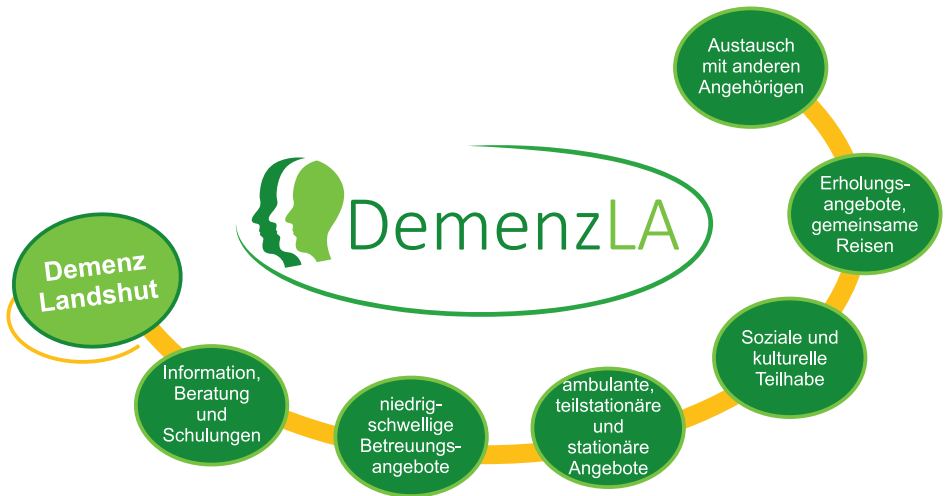 Demenz
Landshut
Information,
Beratung
und
Schulungen
niedrig-
schwellige
Betreuungs-
angebote
ambulante,
teilstationäre
und
stationäre
Angebote
Soziale und
kulturelle
Teilhabe
Erholungs-
angebote,
gemeinsame
Reisen
Austausch
mit anderen
Angehörigen
DemenzLA